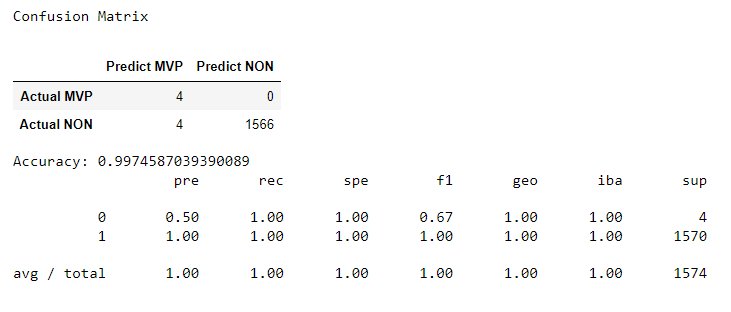 Confusion Matrix
Predict MVP Predict NON
Actual MVP 4 0
Actual NON 4 1566
Accuracy: 0.9974587039390089
pre rec spe f1 geo iba sup
0 0.50 1.00 1.00 0.67 1.00 1.00 4
1 1.00 1.00 1.00 1.00 1.00 1.00 1570
avg / total 1.00 1.00 1.00 1.00 1.00 1.00 1574